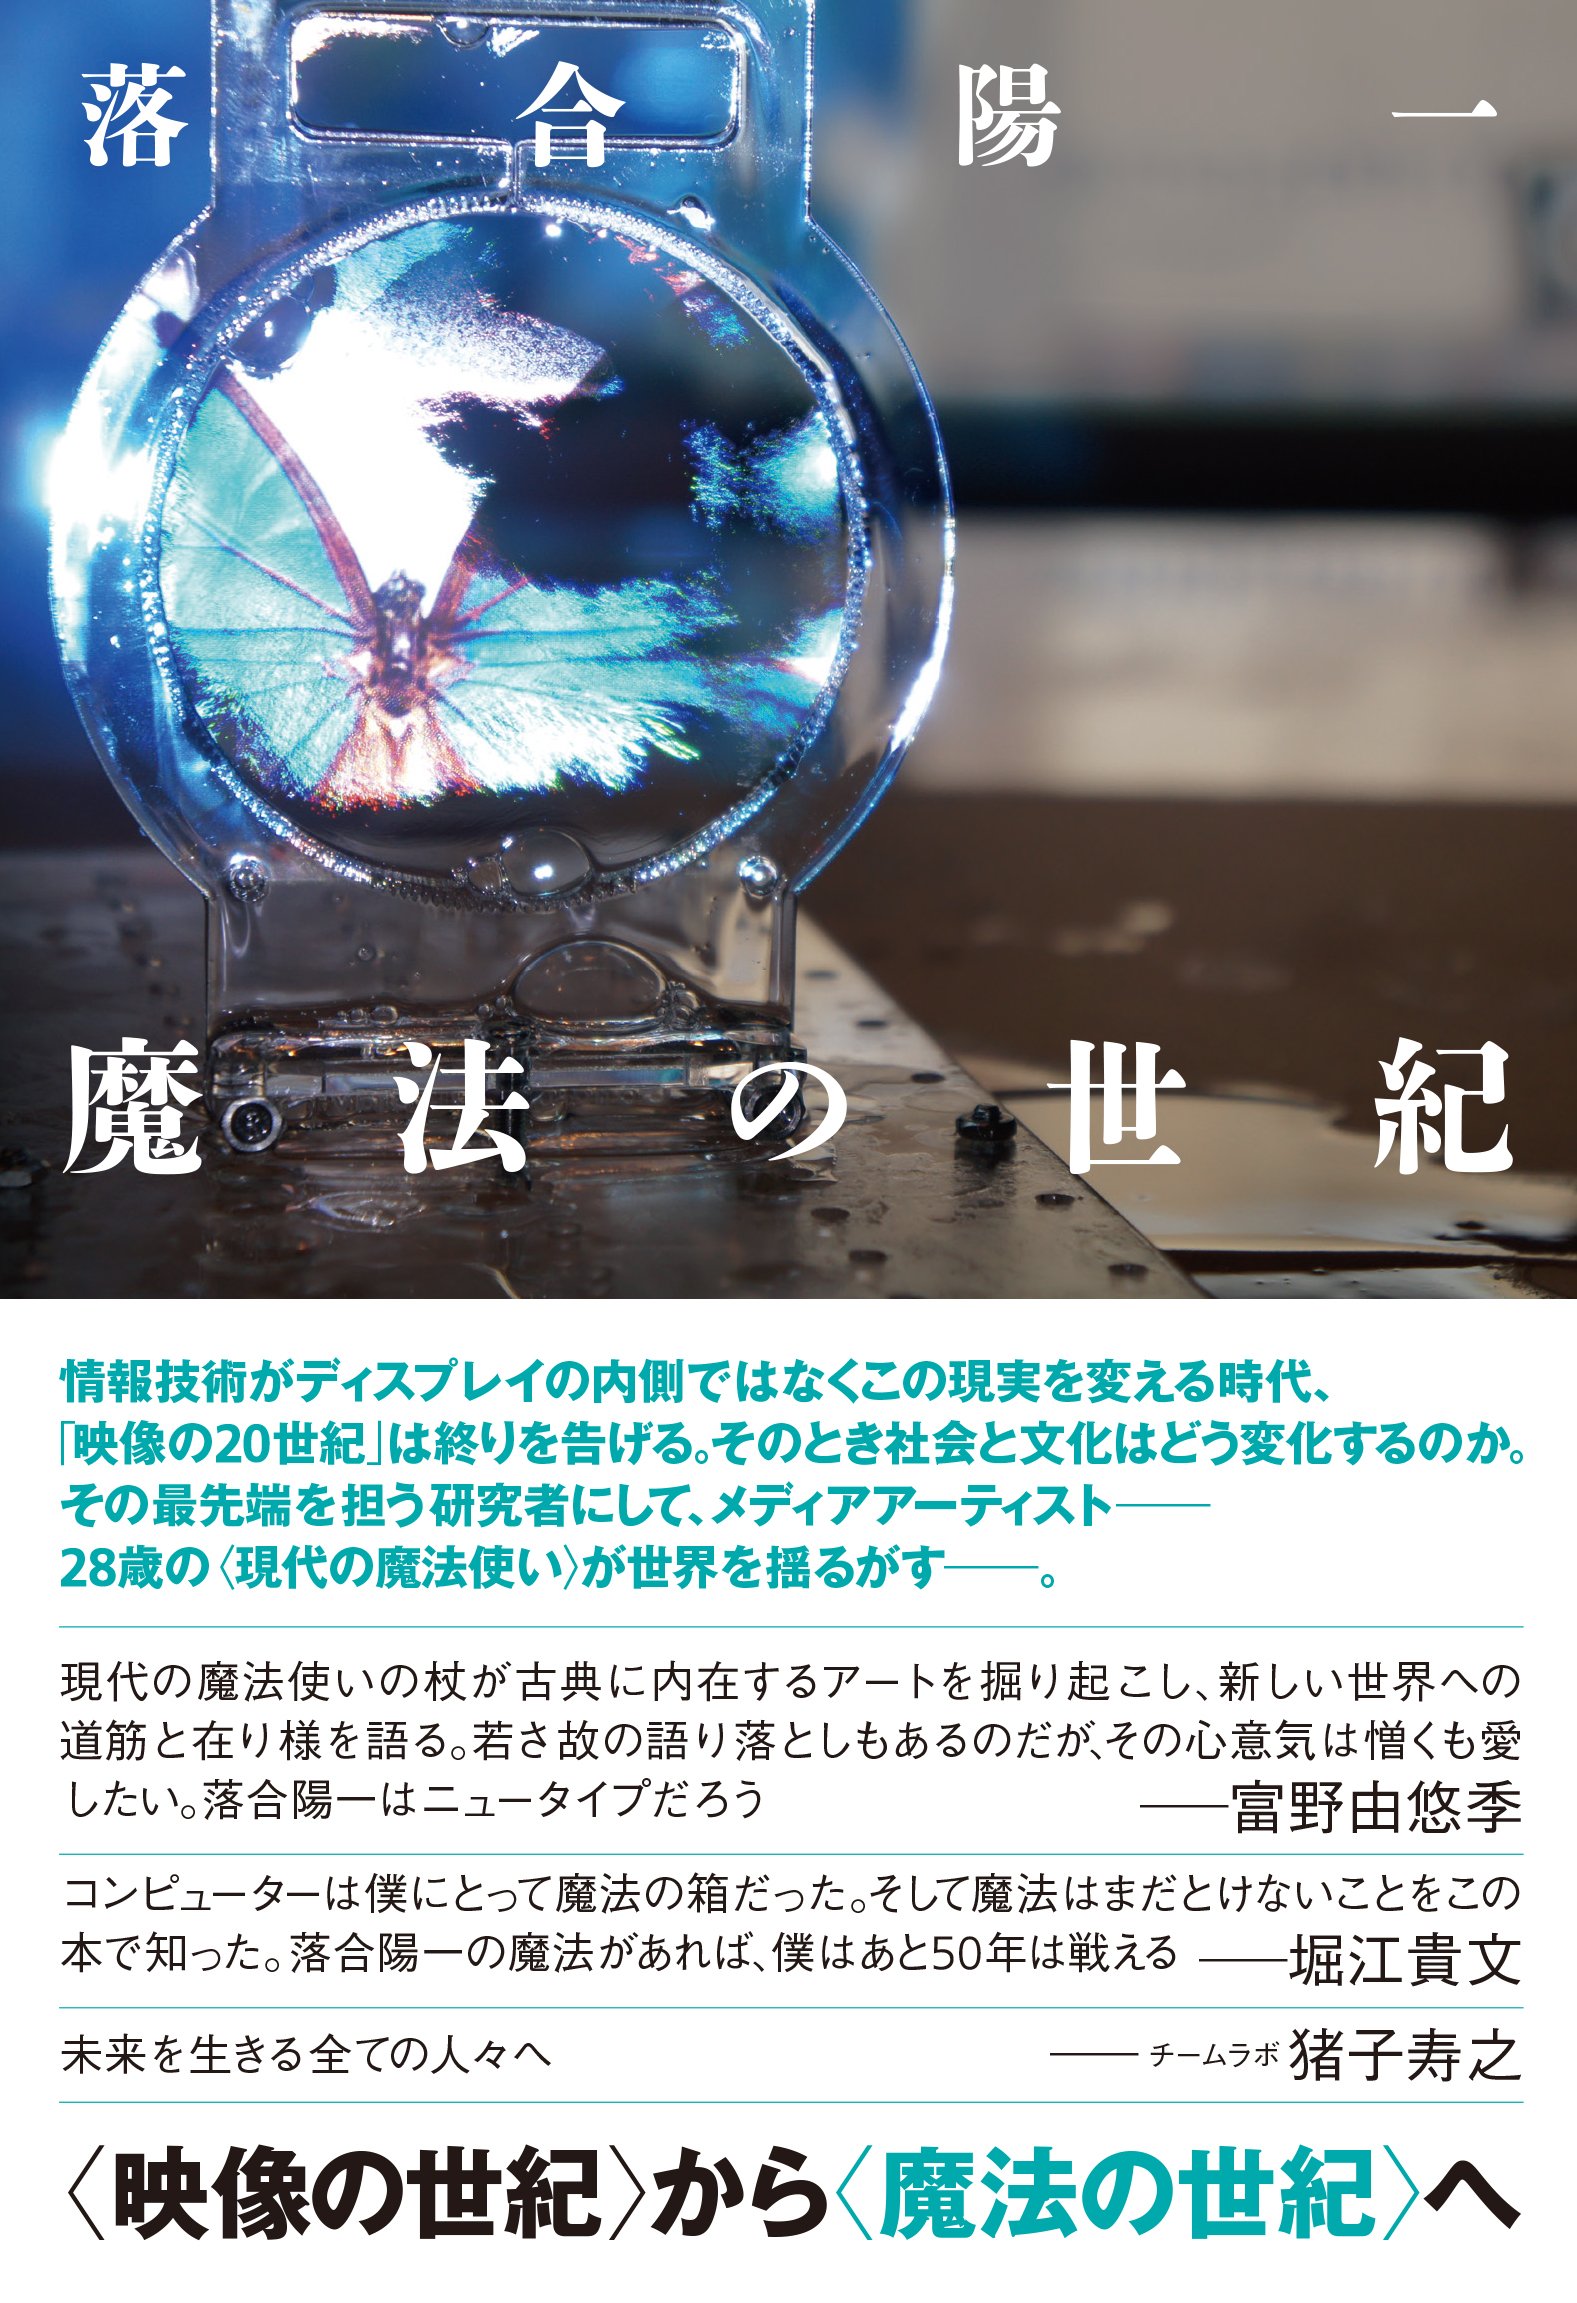 落合陽一
魔法の世紀
情報技術がディスプレイの内側ではなくこの現実を変える時代、
「映像の20世紀」は終りを告げる。そのとき社会と文化はどう変化するのか。
その最先端を担う研究者にして、メディアアーティスト――
28歳の〈現代の魔法使い〉が世界を揺るがす――。
現代の魔法使いの杖が古典に内在するアートを掘り起こし、新しい世界への
道筋と在り様を語る。若さ故の語り落としもあるのだが、その心意気は憎くも愛
したい。落合陽一はニュータイプだろう ――富野由悠季
コンピューターは僕にとって魔法の箱だった。そして魔法はまだとけないことをこの
本で知った。落合陽一の魔法があれば、僕はあと50年は戦える ――堀江貴文
未来を生きる全ての人々へ ――チームラボ 猪子寿之
〈映像の世紀〉から〈魔法の世紀〉へ